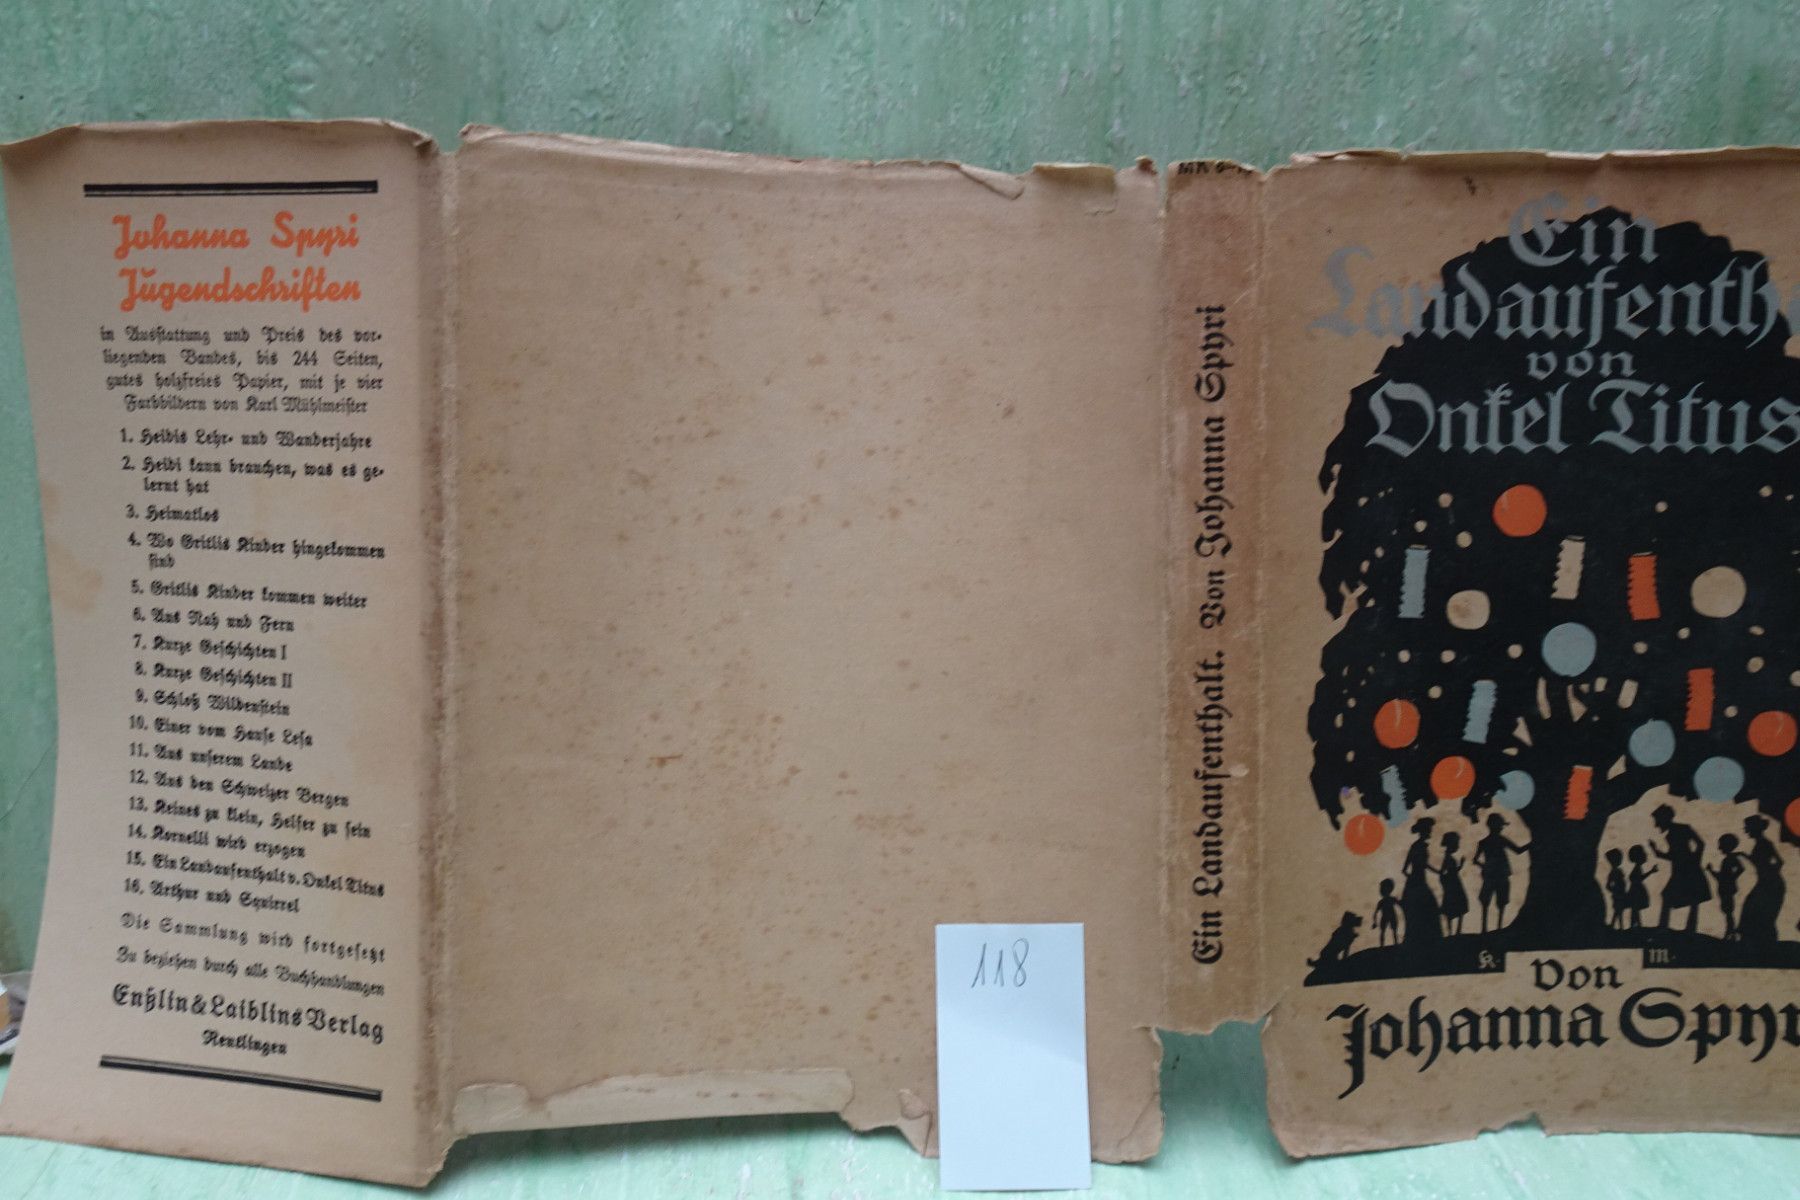 Johanna Spyri
Jugendschriften
in Ausstattung und Preis des vor-
liegenden Bandes, bis 244 Seiten,
gutes holzfreies Papier, mit je vier
Farbbildern von Karl Mühlmeister
1. Heidis Lehr- und Wanderjahre
2. Heidi kann brauchen, was es ge-
lernt hat
3. Heimatlos
4. Wo Gritlis Kinder hingekommen
sind
5. Gritlis Kinder kommen weiter
6. Aus Nah und Fern
7. Kurze Geschichten I
8. Kurze Geschichten II
9. Schloß Wildenstein
10. Einer vom Hause Lesa
11. Aus unserem Lande
12. Aus den Schweizer Bergen
13. Keines zu klein, Helfer zu sein
14. Kornelli wird erzogen
15. Ein Landaufenthalt v. Onkel Titus
16. Arthur und Squirrel
Die Sammlung wird fortgesetzt
Zu beziehen durch alle Buchhandlungen
Enßlin & Laiblins Verlag
Reutlingen
118
Ein Landaufenthalt. Von Johanna Spyri
Ein
Landaufenth
von
Onkel Titus
K. M.
Von
Johanna Spyr